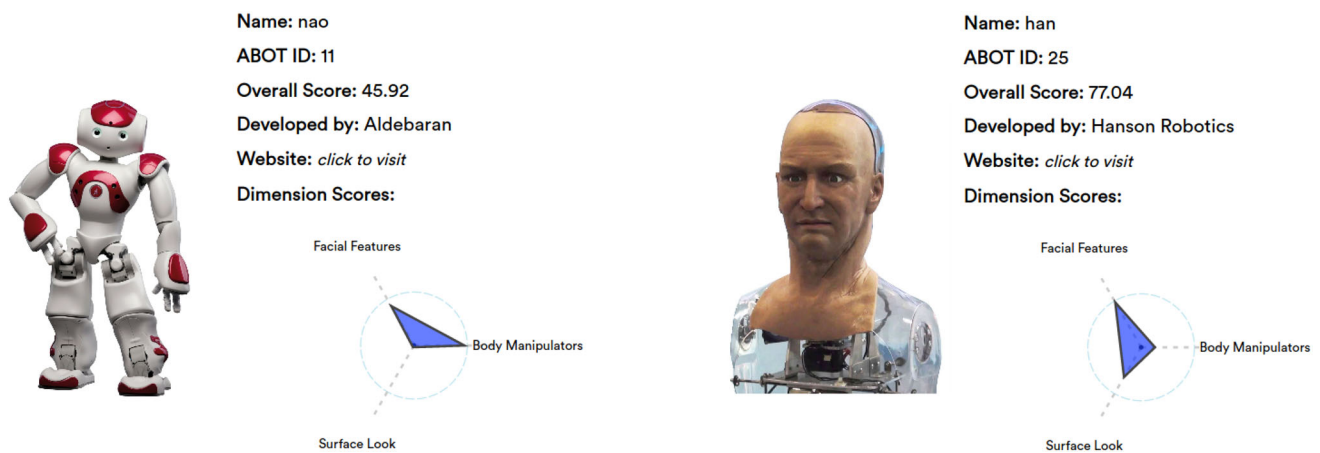 Name: nao
ABOT ID: 11
Overall Score: 45.92
Developed by: Aldebaran
Website: click to visit
Dimension Scores:
Facial Features
Body Manipulators
Surface Look
Name: han
ABOT ID: 25
Overall Score: 77.04
Developed by: Hanson Robotics
Website: click to visit
Dimension Scores:
Facial Features
Body Manipulators
Surface Look